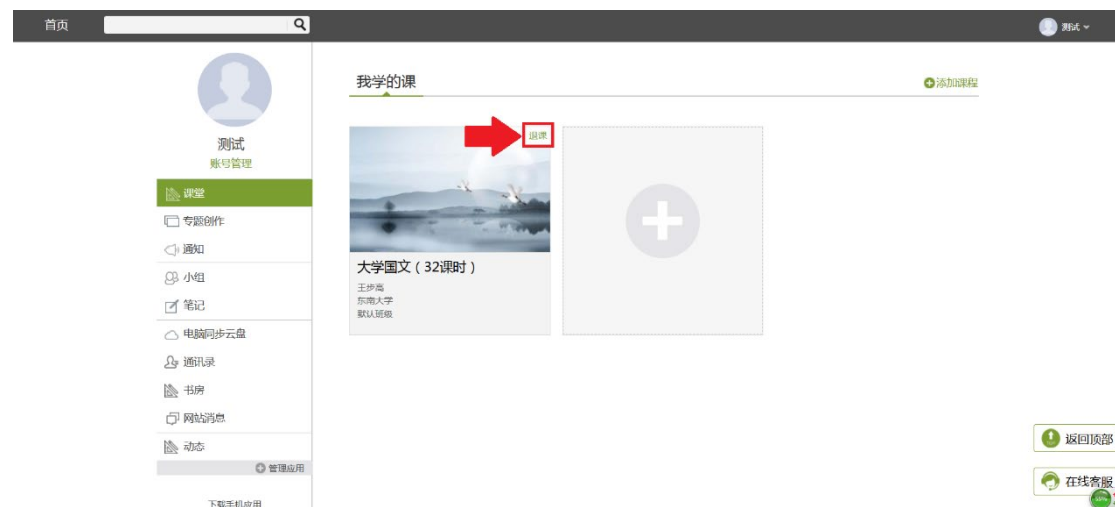 首页
测试
测试
账号管理
课堂
专题创作
通知
小组
笔记
电脑同步云盘
通讯录
书房
网站消息
动态
管理应用
下载手机应用
我学的课
添加课程
退课
大学国文（32课时）
王步高
东南大学
默认班级
返回顶部
在线客服